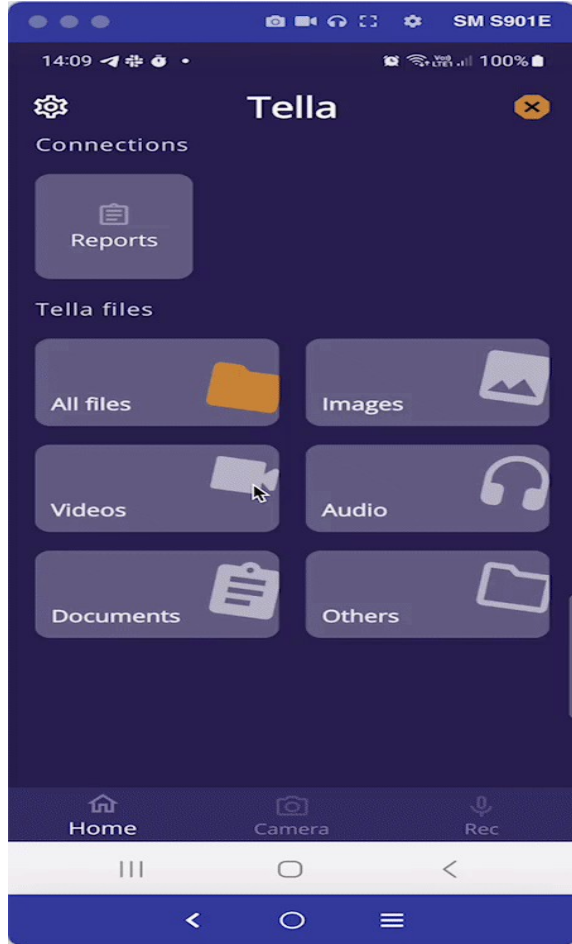 SM S901E
14:09 100%
Tella
Connections
Reports
Tella files
All files Images
Videos Audio
Documents Others
Home Camera Rec